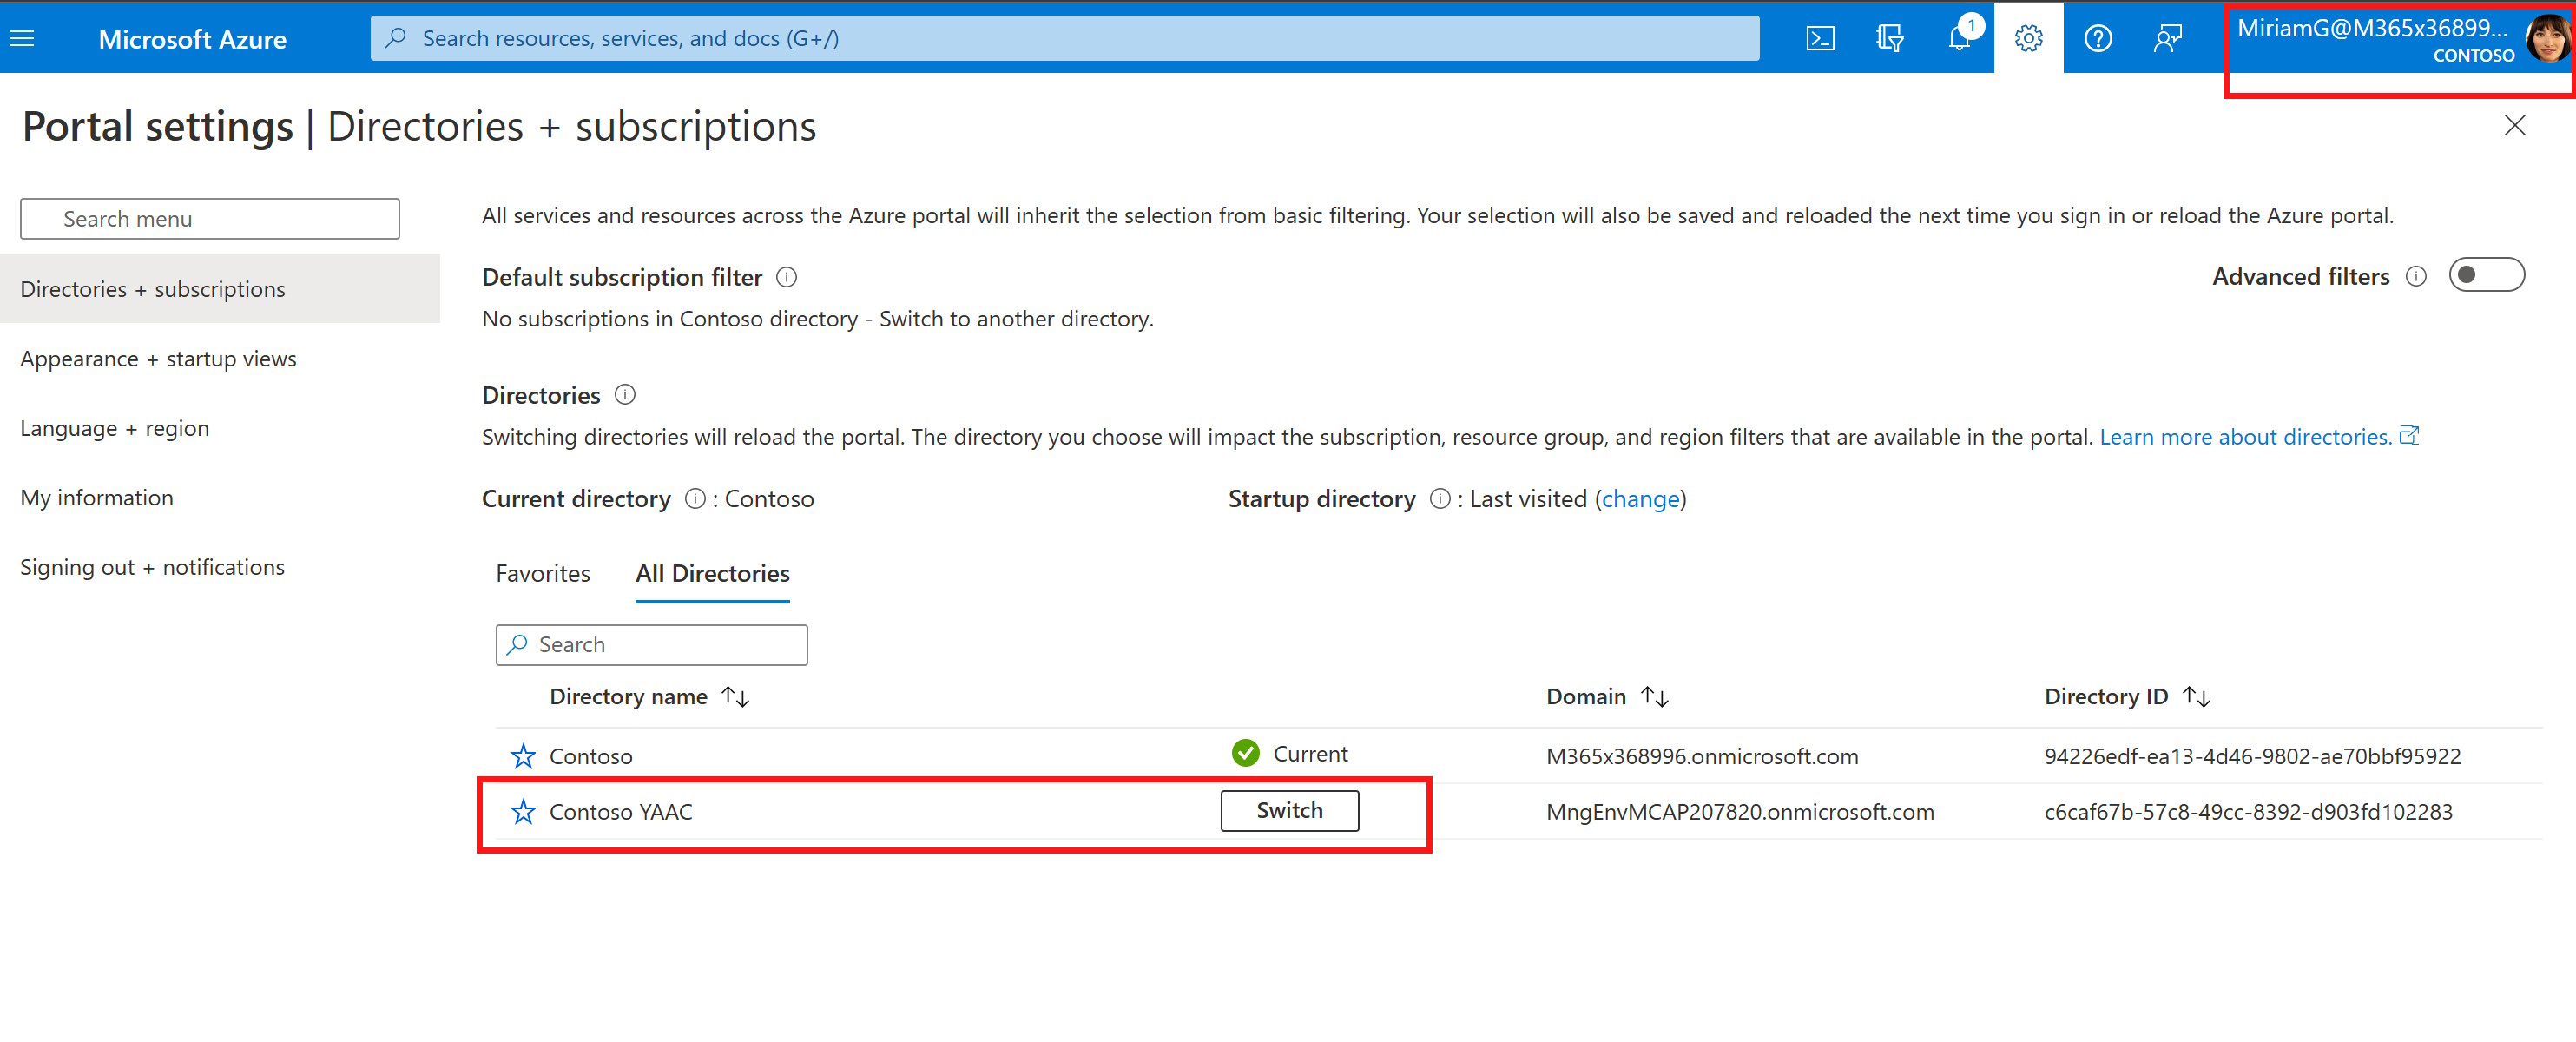 Microsoft Azure
Search resources, services, and docs (G+/)
1
MiriamG@M365x36899...
CONTOSO
Portal settings | Directories + subscriptions
Search menu
Directories + subscriptions
Appearance + startup views
Language + region
My information
Signing out + notifications
All services and resources across the Azure portal will inherit the selection from basic filtering. Your selection will also be saved and reloaded the next time you sign in or reload the Azure portal.
Default subscription filter
Advanced filters
No subscriptions in Contoso directory - Switch to another directory.
Directories
Switching directories will reload the portal. The directory you choose will impact the subscription, resource group, and region filters that are available in the portal. Learn more about directories.
Current directory : Contoso
Startup directory : Last visited (change)
Favorites All Directories
Search
Directory name Domain Directory ID
Contoso Current M365x368996.onmicrosoft.com 94226edf-ea13-4d46-9802-ae70bbf95922
Contoso YAAC Switch MngEnvMCAP207820.onmicrosoft.com c6caf67b-57c8-49cc-8392-d903fd102283